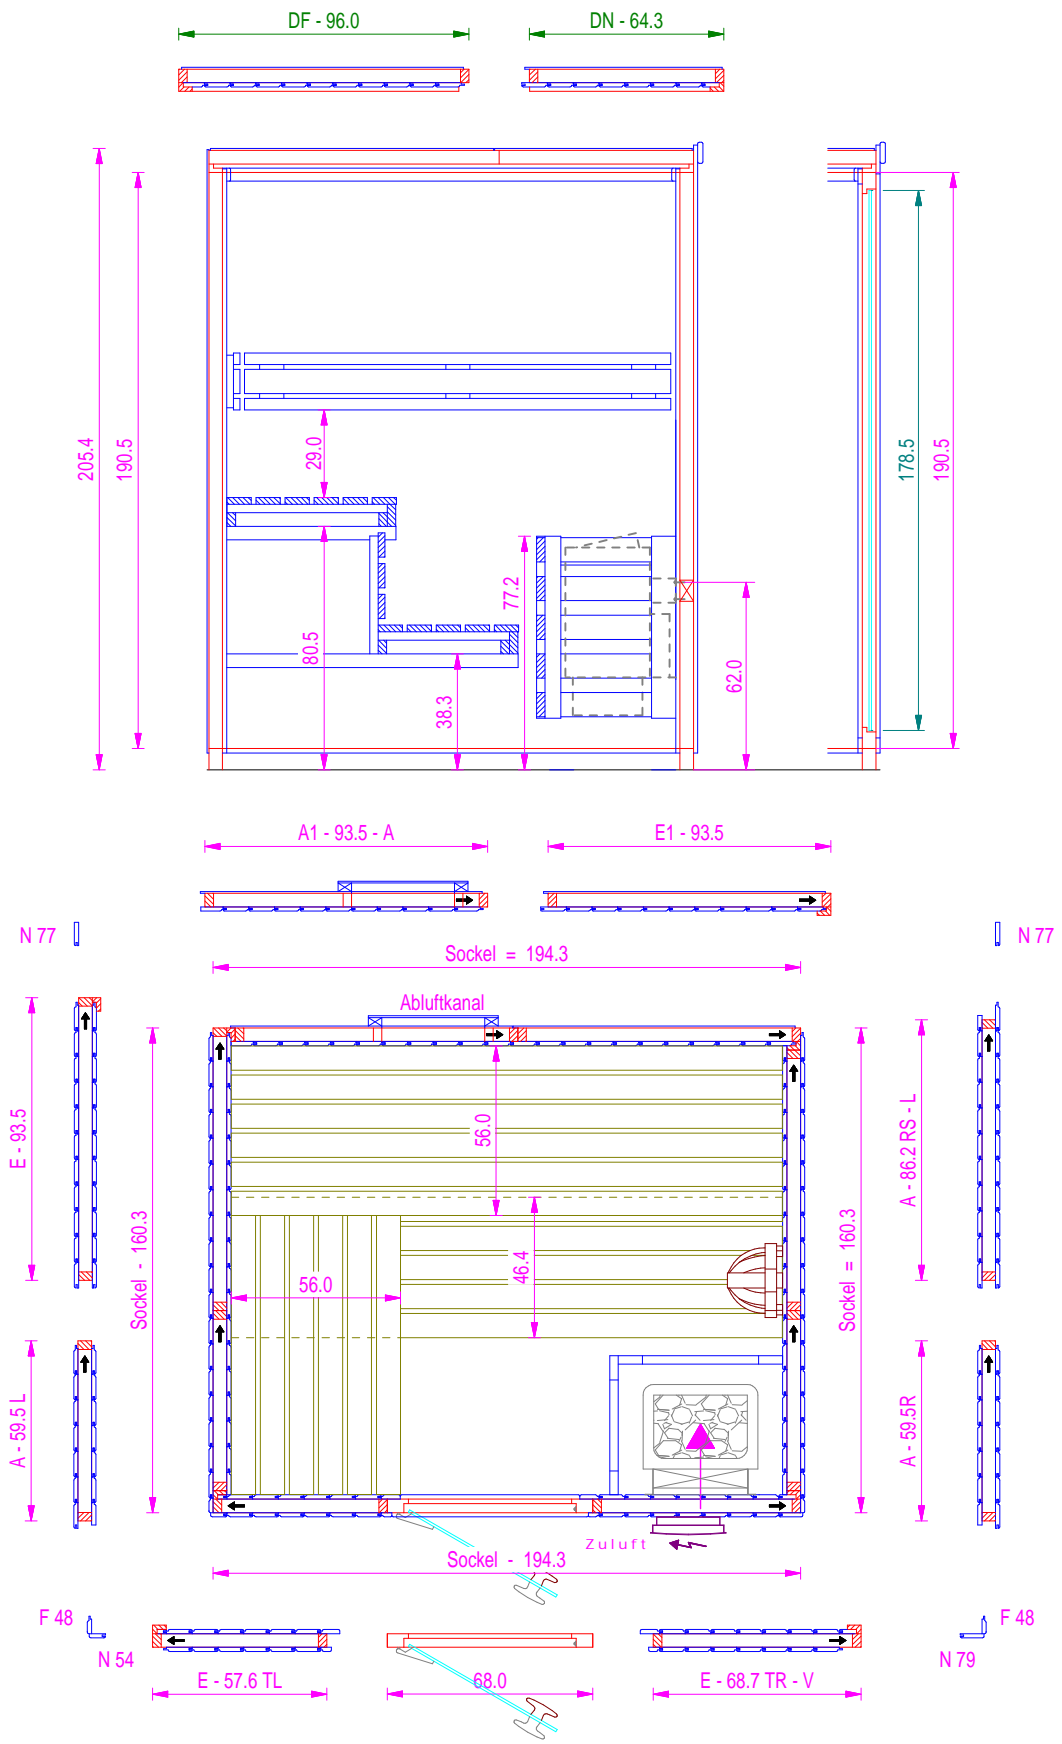 DF - 96.0
DN - 64.3
205.4
190.5
29.0
80.5
38.3
77.2
62.0
178.5
190.5
A1 - 93.5 - A
E1 - 93.5
N 77
N 77
Sockel = 194.3
Abluftkanal
E - 93.5
A - 86.2 RS - L
56.0
Sockel - 160.3
46.4
56.0
Sockel = 160.3
A - 59.5 L
A - 59.5R
Zuluft
Sockel - 194.3
F 48
F 48
N 54
N 79
E - 57.6 TL
68.0
E - 68.7 TR - V